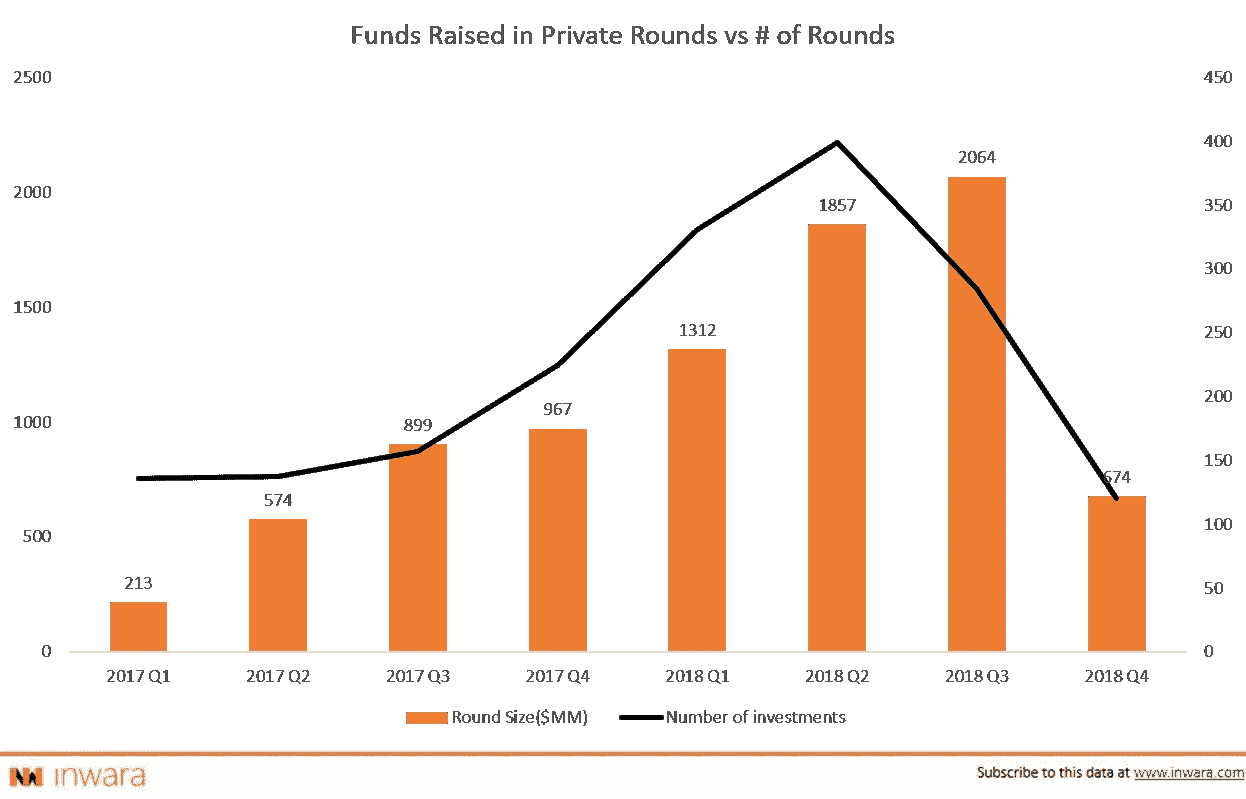 Funds Raised in Private Rounds vs # of Rounds
2500
2000
1500
1000
500
0
450
400
350
300
250
200
150
100
50
0
213
574
899
967
1312
1857
2064
674
2017 Q1
2017 Q2
2017 Q3
2017 Q4
2018 Q1
2018 Q2
2018 Q3
2018 Q4
Round Size($MM)
Number of investments
inwara
Subscribe to this data at www.inwara.com